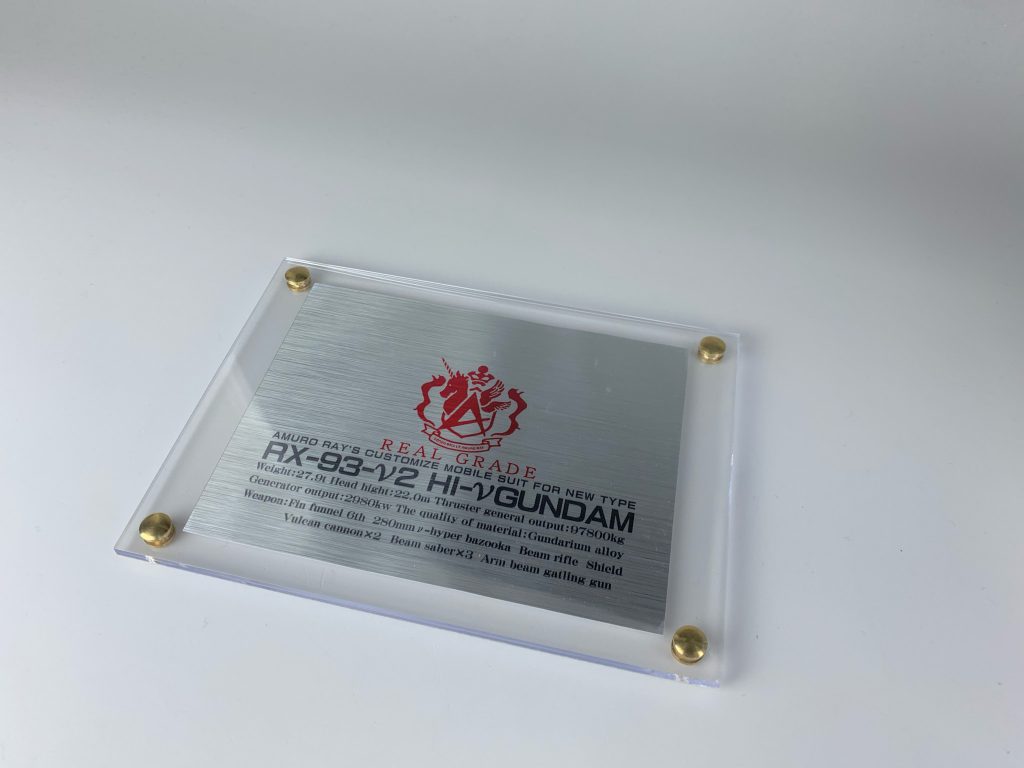 REAL GRADE
AMURO RAY'S CUSTOMIZE MOBILE SUIT FOR NEW TYPE
RX-93-ν2 HI-νGUNDAM
Weight:27.9t Head hight:22.0m Thruster general output:97800kg
Generator output:2980kw The quality of material:Gundarium alloy
Weapon:Fin funnel 6th 280mm ν-hyper bazooka Beam rifle Shield
Vulcan cannon×2 Beam saber×3 Arm beam gatling gun